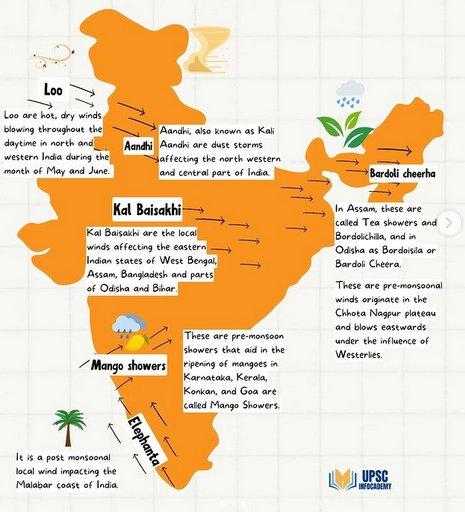 Loo
Loo are hot, dry winds
blowing throughout the
daytime in north and
western India during the
month of May and June.
Aandhi
Aandhi, also known as Kali
Aandhi are dust storms
affecting the north western
and central part of India.
Bardoli cheerha
In Assam, these are
called Tea showers and
Bordolichilla, and in
Odisha as Bordoisila or
Bardoli Cheera.
These are pre-monsoonal
winds originate in the
Chhota Nagpur plateau
and blows eastwards
under the influence of
Westerlies.
Kal Baisakhi
Kal Baisakhi are the local
winds affecting the eastern
Indian states of West Bengal,
Assam, Bangladesh and parts
of Odisha and Bihar.
Mango showers
These are pre-monsoon
showers that aid in the
ripening of mangoes in
Karnataka, Kerala,
Konkan, and Goa are
called Mango Showers.
Elephanta
It is a post monsoonal
local wind impacting the
Malabar coast of India.
UPSC
INFOCADEMY